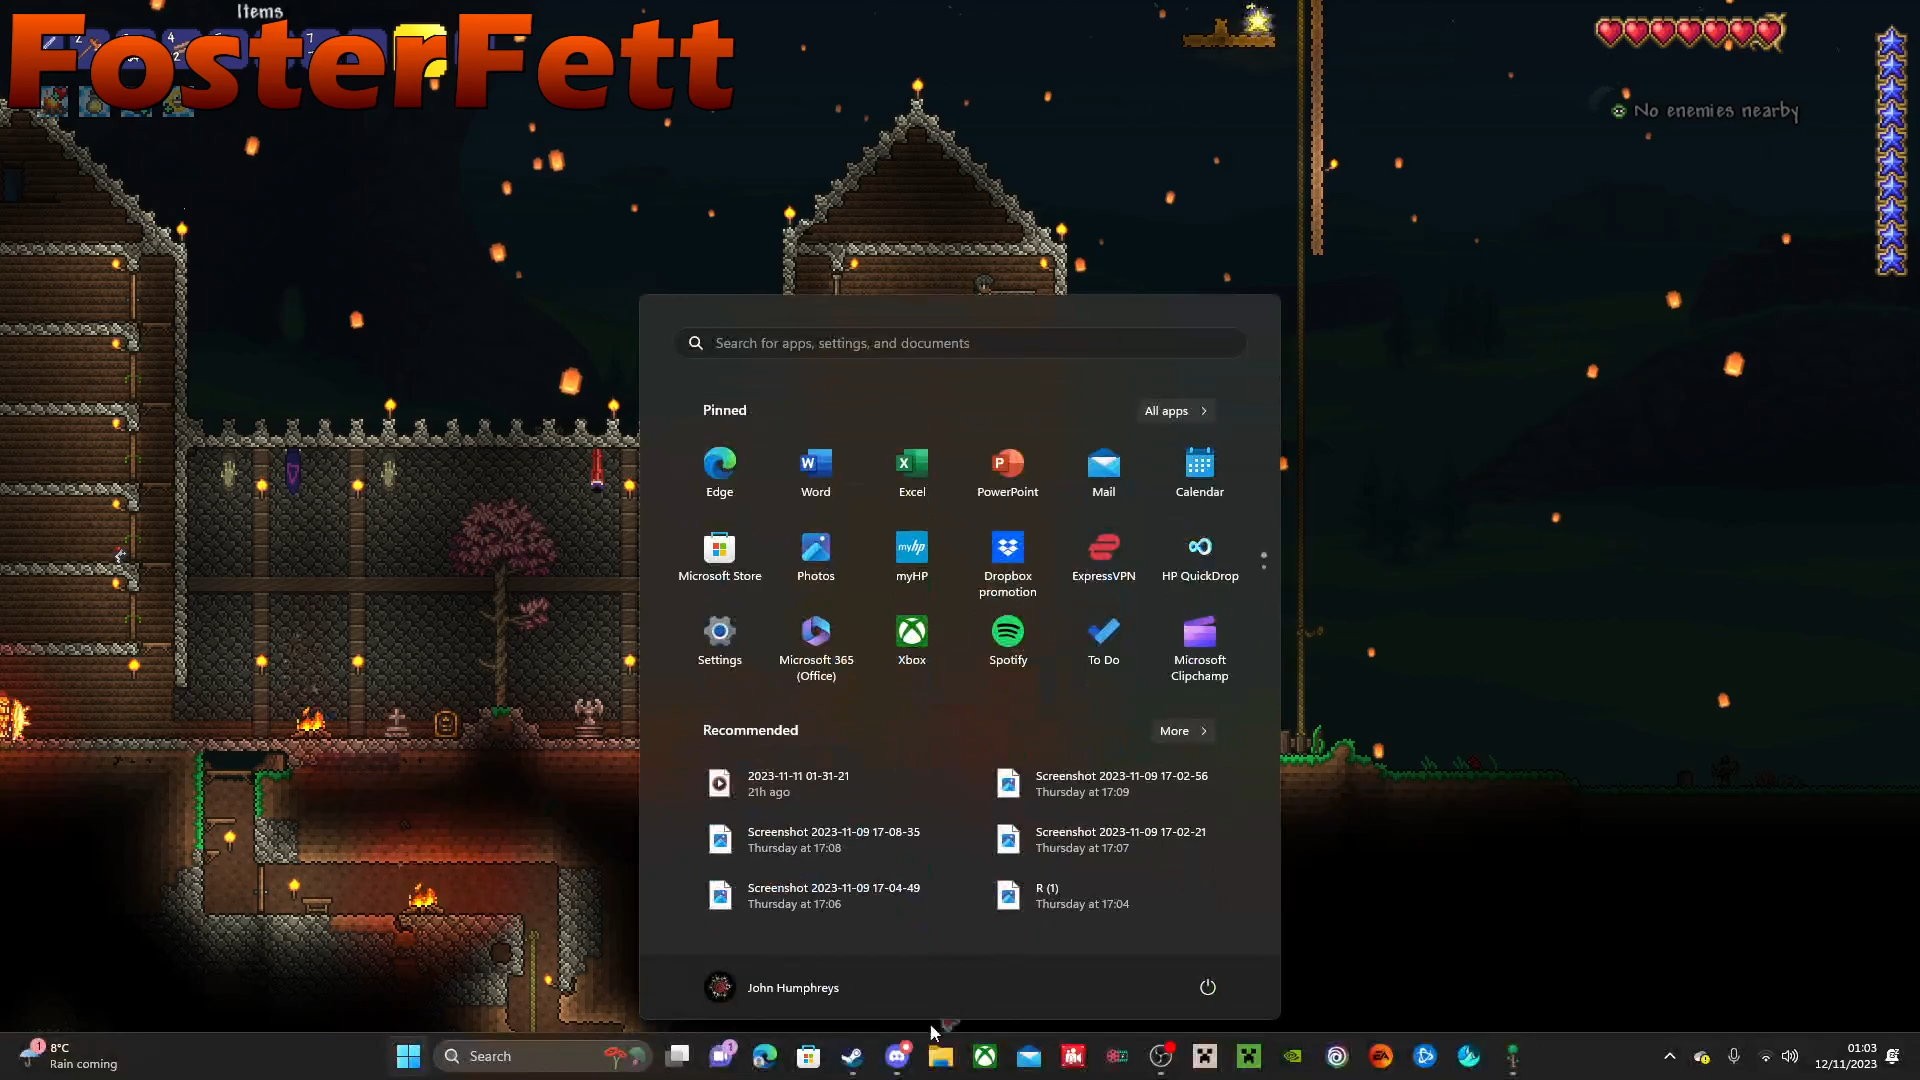 Items
FosterFett
No enemies nearby
Search for apps, settings, and documents
Pinned
All apps
Edge
Word
Excel
PowerPoint
Mail
Calendar
Microsoft Store
Photos
myHP
Dropbox promotion
ExpressVPN
HP QuickDrop
Settings
Microsoft 365 (Office)
Xbox
Spotify
To Do
Microsoft Clipchamp
Recommended
More
2023-11-11 01-31-21
21h ago
Screenshot 2023-11-09 17-02-56
Thursday at 17:09
Screenshot 2023-11-09 17-08-35
Thursday at 17:08
Screenshot 2023-11-09 17-02-21
Thursday at 17:07
Screenshot 2023-11-09 17-04-49
Thursday at 17:06
R (1)
Thursday at 17:04
John Humphreys
1
8°C
Rain coming
Search
1
01:03
12/11/2023